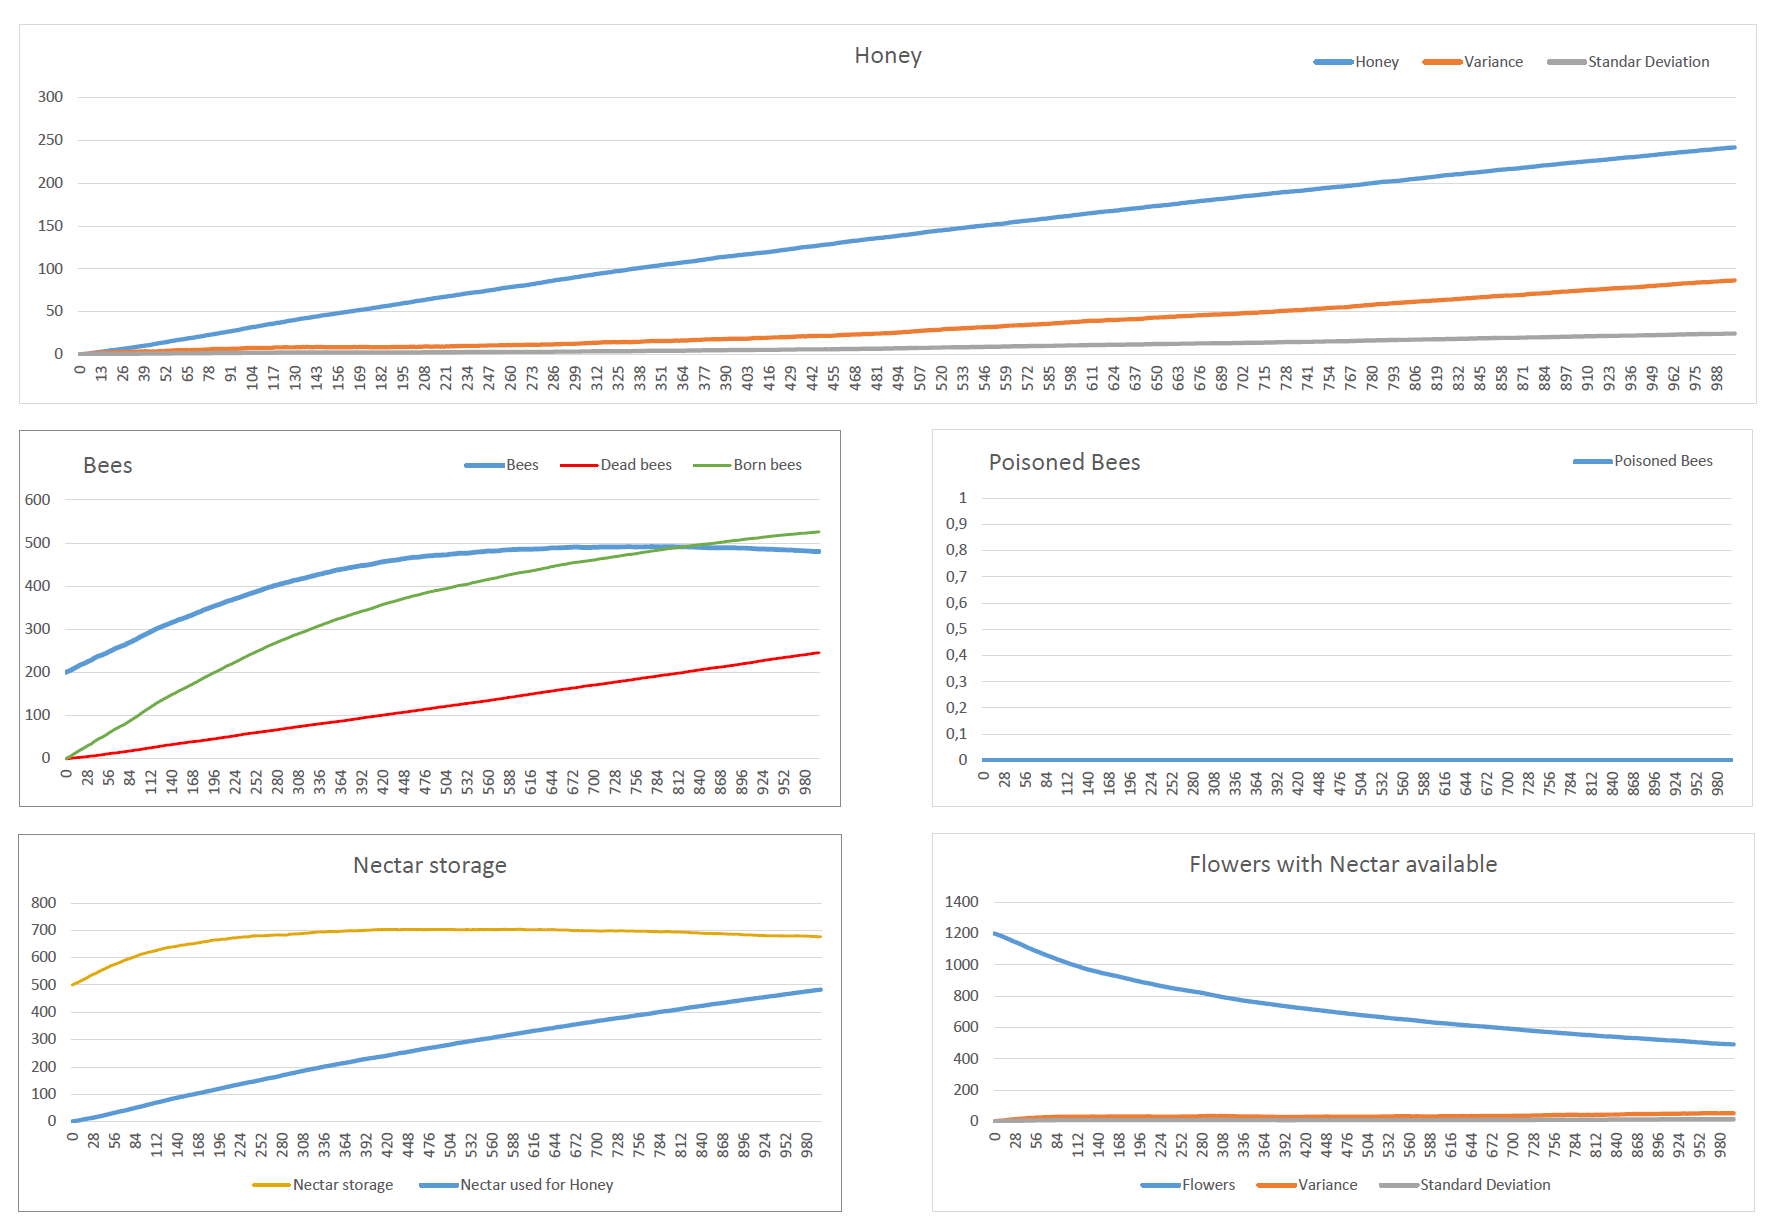 Honey
Honey Variance Standar Deviation
300
250
200
150
100
50
0
0 13 26 39 52 65 78 91 104 117 130 143 156 169 182 195 208 221 234 247 260 273 286 299 312 325 338 351 364 377 390 403 416 429 442 455 468 481 494 507 520 533 546 559 572 585 598 611 624 637 650 663 676 689 702 715 728 741 754 767 780 793 806 819 832 845 858 871 884 897 910 923 936 949 962 975 988
Bees
Bees Dead bees Born bees
600
500
400
300
200
100
0
0 28 56 84 112 140 168 196 224 252 280 308 336 364 392 420 448 476 504 532 560 588 616 644 672 700 728 756 784 812 840 868 896 924 952 980
Poisoned Bees
Poisoned Bees
1
0,9
0,8
0,7
0,6
0,5
0,4
0,3
0,2
0,1
0
0 28 56 84 112 140 168 196 224 252 280 308 336 364 392 420 448 476 504 532 560 588 616 644 672 700 728 756 784 812 840 868 896 924 952 980
Nectar storage
800
700
600
500
400
300
200
100
0
0 28 56 84 112 140 168 196 224 252 280 308 336 364 392 420 448 476 504 532 560 588 616 644 672 700 728 756 784 812 840 868 896 924 952 980
Nectar storage Nectar used for Honey
Flowers with Nectar available
1400
1200
1000
800
600
400
200
0
0 28 56 84 112 140 168 196 224 252 280 308 336 364 392 420 448 476 504 532 560 588 616 644 672 700 728 756 784 812 840 868 896 924 952 980
Flowers Variance Standard Deviation